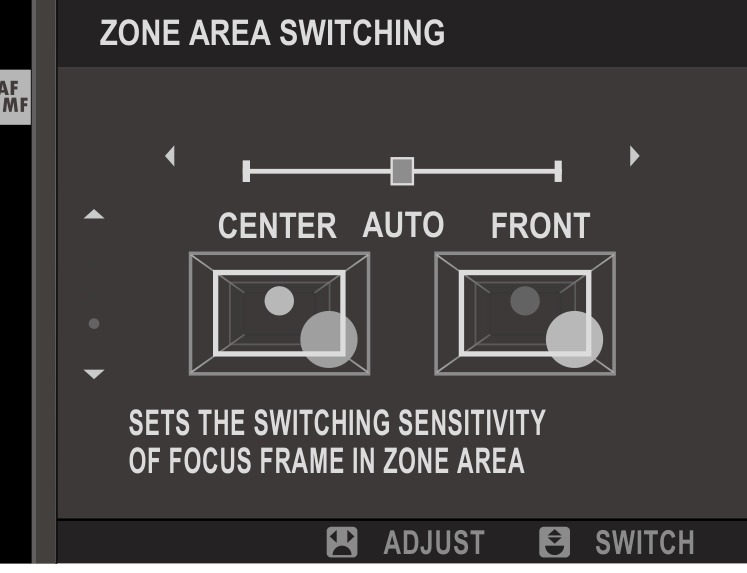 ZONE AREA SWITCHING
AF
MF
CENTER AUTO FRONT
SETS THE SWITCHING SENSITIVITY
OF FOCUS FRAME IN ZONE AREA
ADJUST SWITCH